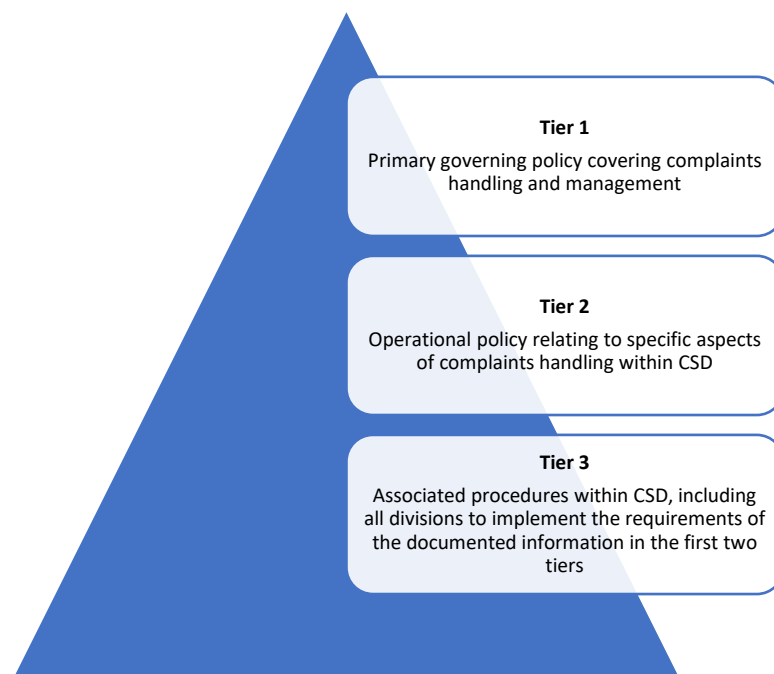 Tier 1
Primary governing policy covering complaints
handling and management
Tier 2
Operational policy relating to specific aspects
of complaints handling within CSD
Tier 3
Associated procedures within CSD, including
all divisions to implement the requirements of
the documented information in the first two
tiers